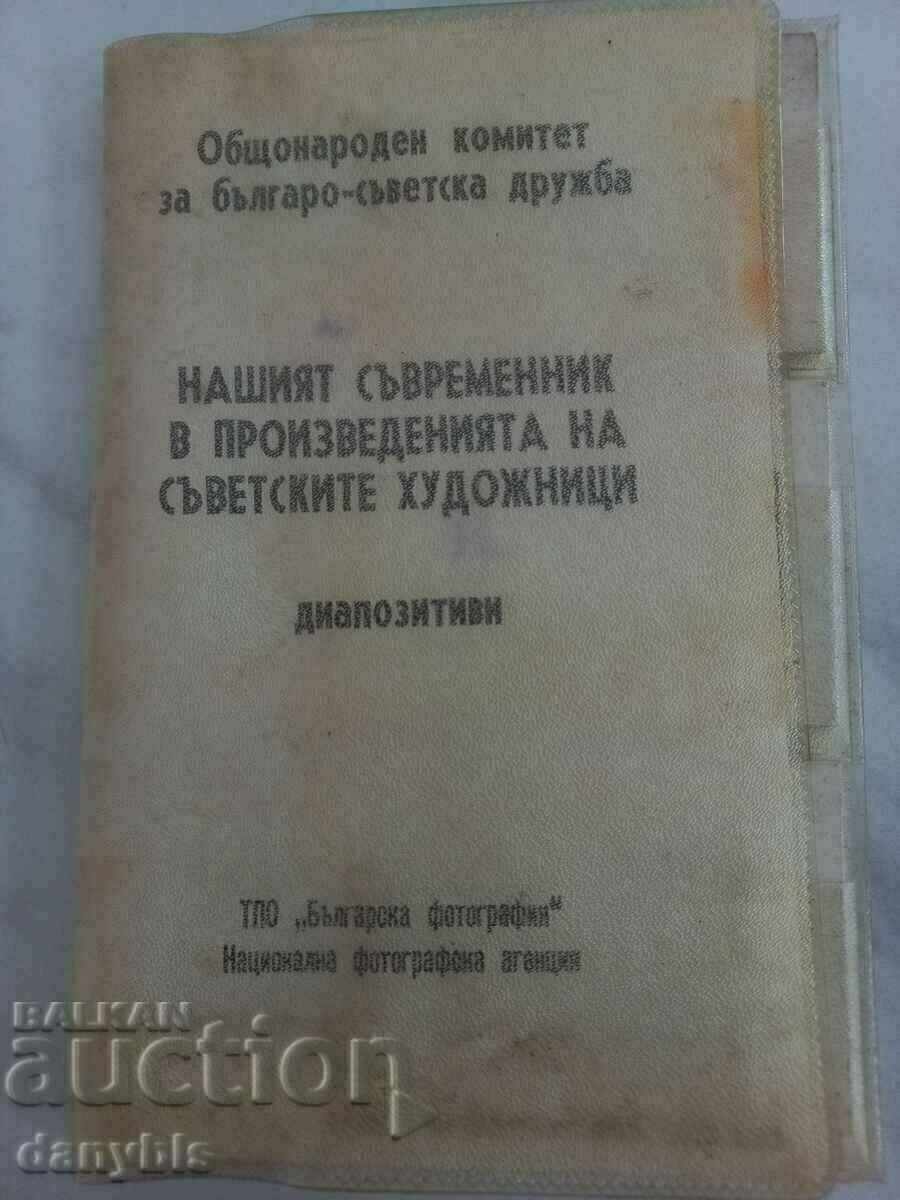 Общонароден комитет
за българо-съветска дружба
НАШИЯТ СЪВРЕМЕННИК
В ПРОИЗВЕДЕНИЯТА НА
СЪВЕТСКИТЕ ХУДОЖНИЦИ
диапозитиви
ТПО „Българска фотография"
Национална фотографска агенция
BALKAN
auction
danybls